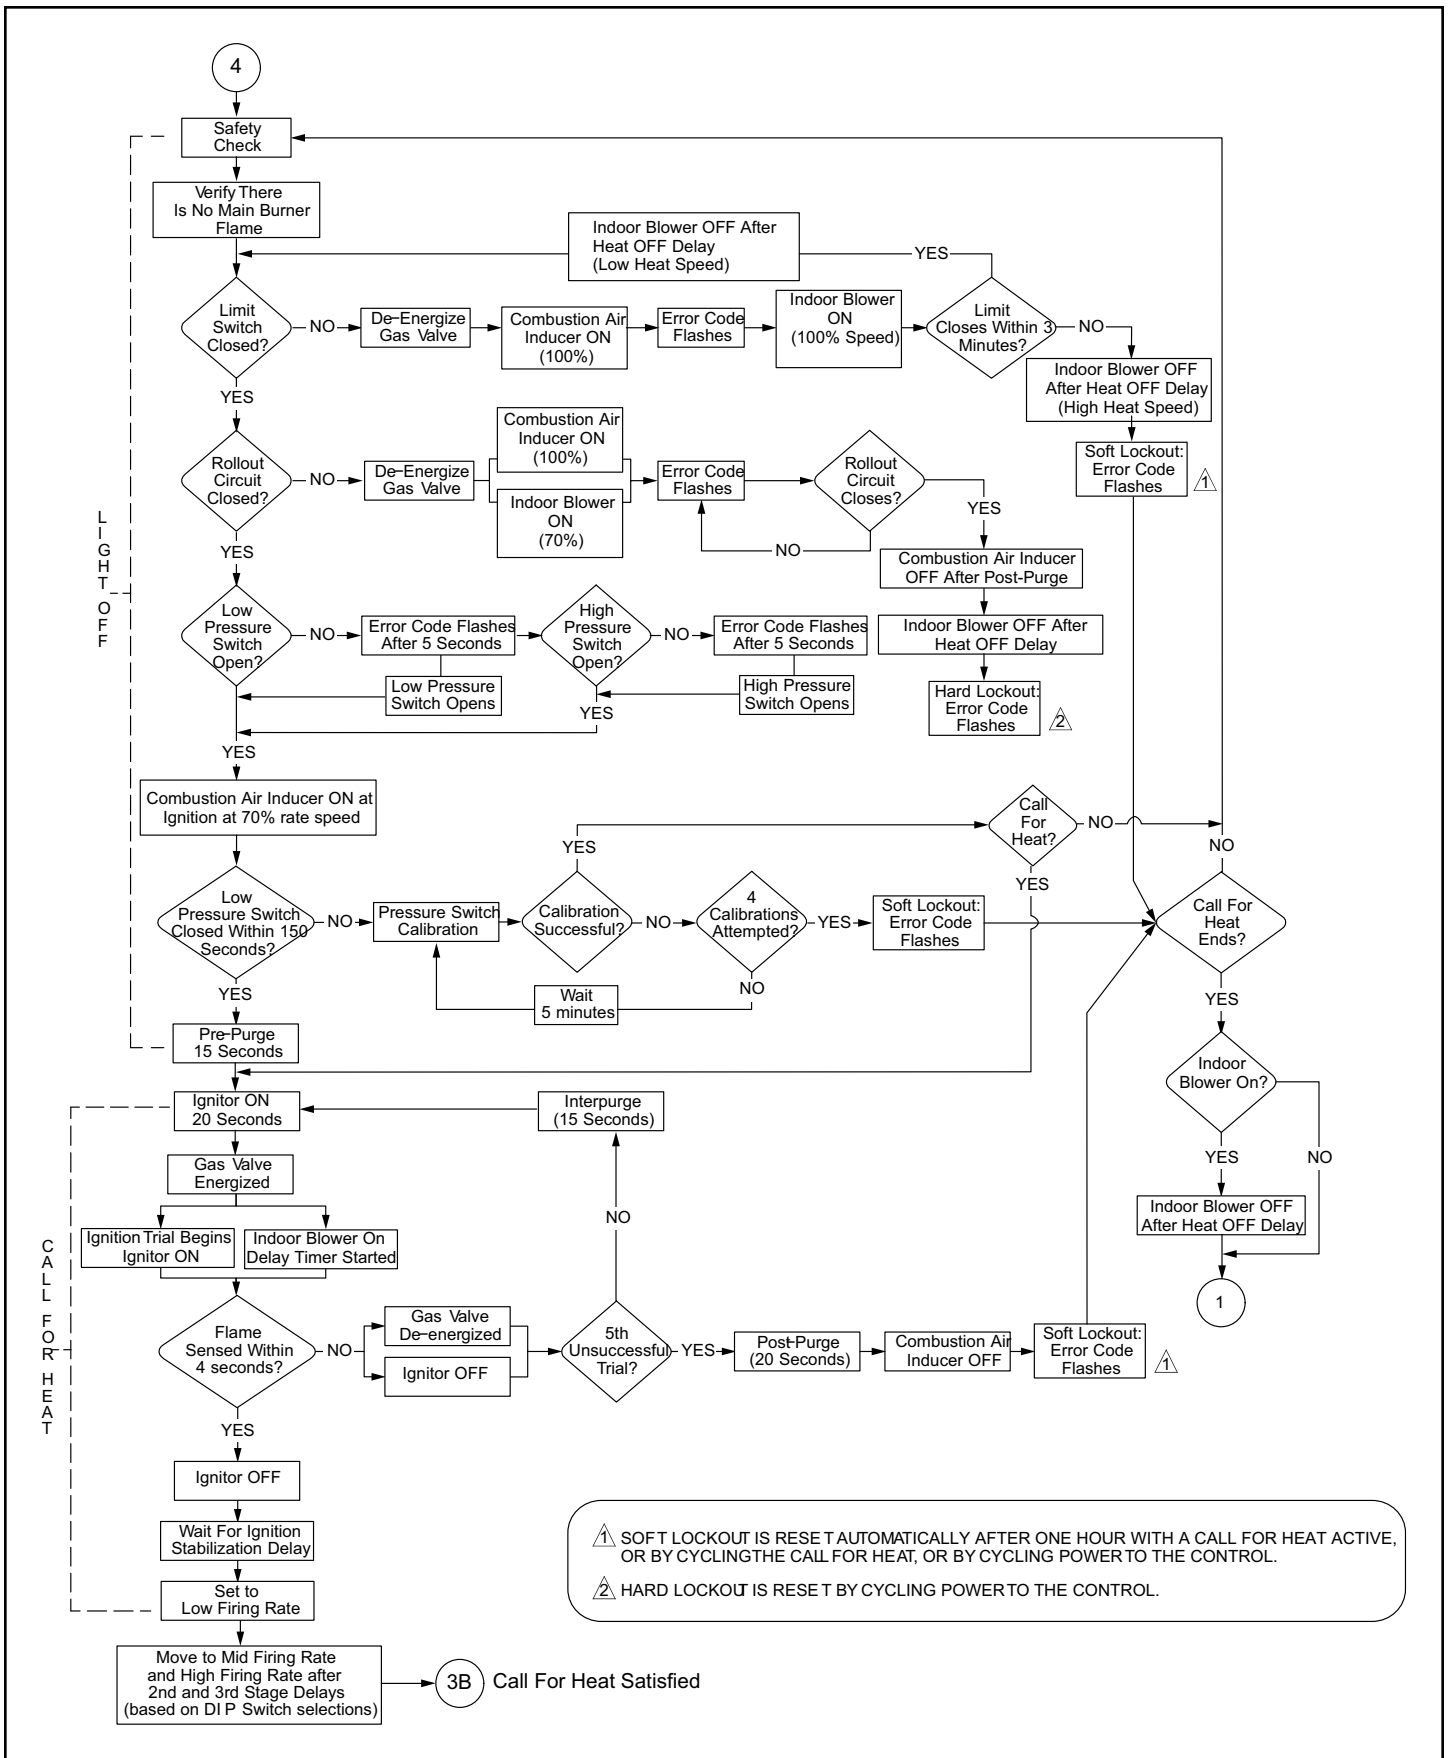 4
Safety
Check
Verify There
Is No Main Burner
Flame
Indoor Blower OFF After
Heat OFF Delay
(Low Heat Speed)
YES
Limit
Switch
Closed?
NO
De-Energize
Gas Valve
Combustion Air
Inducer ON
(100%)
Error Code
Flashes
Indoor Blower
ON
(100% Speed)
Limit
Closes Within 3
Minutes?
NO
Indoor Blower OFF
After Heat OFF Delay
(High Heat Speed)
Soft Lockout:
Error Code
Flashes
1
YES
Rollout
Circuit
Closed?
NO
De-Energize
Gas Valve
Combustion Air
Inducer ON
(100%)
Indoor Blower
ON
(70%)
Error Code
Flashes
Rollout
Circuit
Closes?
NO
YES
Combustion Air Inducer
OFF After Post-Purge
Indoor Blower OFF After
Heat OFF Delay
Hard Lockout:
Error Code
Flashes
2
LIGHT OFF
YES
Low
Pressure
Switch
Open?
NO
Error Code Flashes
After 5 Seconds
Low Pressure
Switch Opens
High
Pressure
Switch
Open?
NO
Error Code Flashes
After 5 Seconds
High Pressure
Switch Opens
YES
YES
Combustion Air Inducer ON at
Ignition at 70% rate speed
Call
For
Heat?
NO
YES
NO
YES
Low
Pressure Switch
Closed Within 150
Seconds?
NO
Pressure Switch
Calibration
Calibration
Successful?
NO
4
Calibrations
Attempted?
YES
Soft Lockout:
Error Code
Flashes
Call For
Heat
Ends?
NO
Wait
5 minutes
YES
Pre-Purge
15 Seconds
YES
Indoor
Blower On?
YES
NO
Indoor Blower OFF
After Heat OFF Delay
1
Ignitor ON
20 Seconds
Interpurge
(15 Seconds)
Gas Valve
Energized
Ignition Trial Begins
Ignitor ON
Indoor Blower On
Delay Timer Started
CALL FOR HEAT
NO
Flame
Sensed Within
4 seconds?
NO
Gas Valve
De-energized
Ignitor OFF
5th
Unsuccessful
Trial?
YES
Post-Purge
(20 Seconds)
Combustion Air
Inducer OFF
Soft Lockout:
Error Code
Flashes
1
YES
Ignitor OFF
Wait For Ignition
Stabilization Delay
Set to
Low Firing Rate
Move to Mid Firing Rate
and High Firing Rate after
2nd and 3rd Stage Delays
(based on DIP Switch selections)
3B
Call For Heat Satisfied
1 SOFT LOCKOUT IS RESET AUTOMATICALLY AFTER ONE HOUR WITH A CALL FOR HEAT ACTIVE,
OR BY CYCLING THE CALL FOR HEAT, OR BY CYCLING POWER TO THE CONTROL.
2 HARD LOCKOUT IS RESET BY CYCLING POWER TO THE CONTROL.